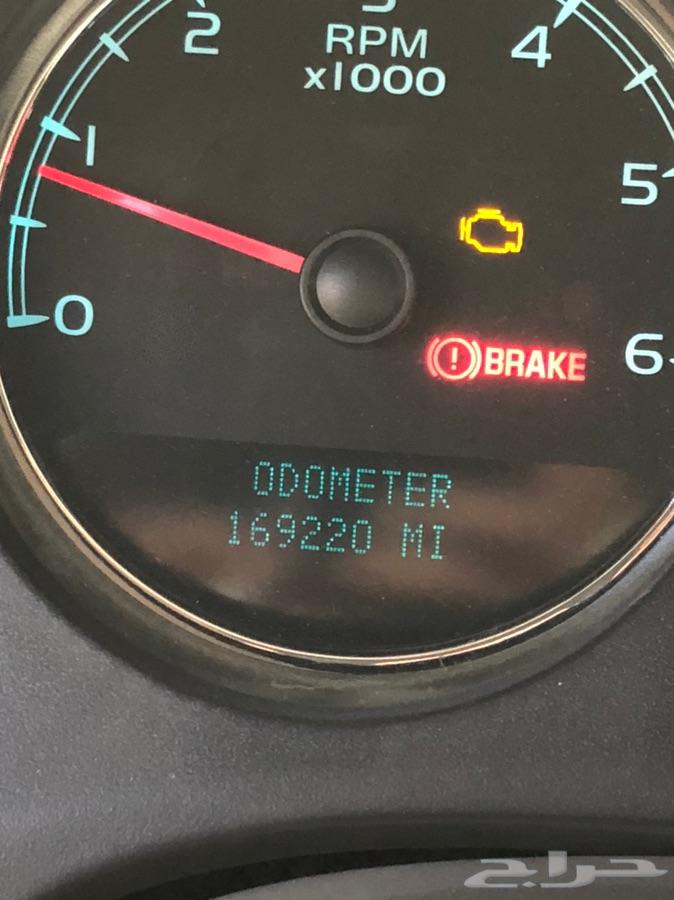 2
3
4
RPM
x1000
1
5
0
(!) BRAKE
6
ODOMETER
169220 MI
حراج